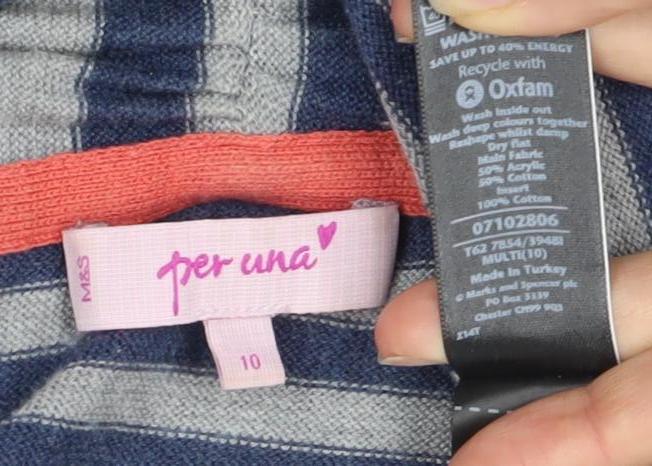 M&S
per una
10
WASH
SAVE UP TO 40% ENERGY
Recycle with
Oxfam
Wash inside out
Wash deep colours together
Reshape whilst damp
Dry flat
Main Fabric
50% Acrylic
50% Cotton
Insert
100% Cotton
07102806
T62 7854/3948I
MULTI(10)
Made In Turkey
© Marks and Spencer plc
PO Box 3339
Chester CH99 9QS
Z14T